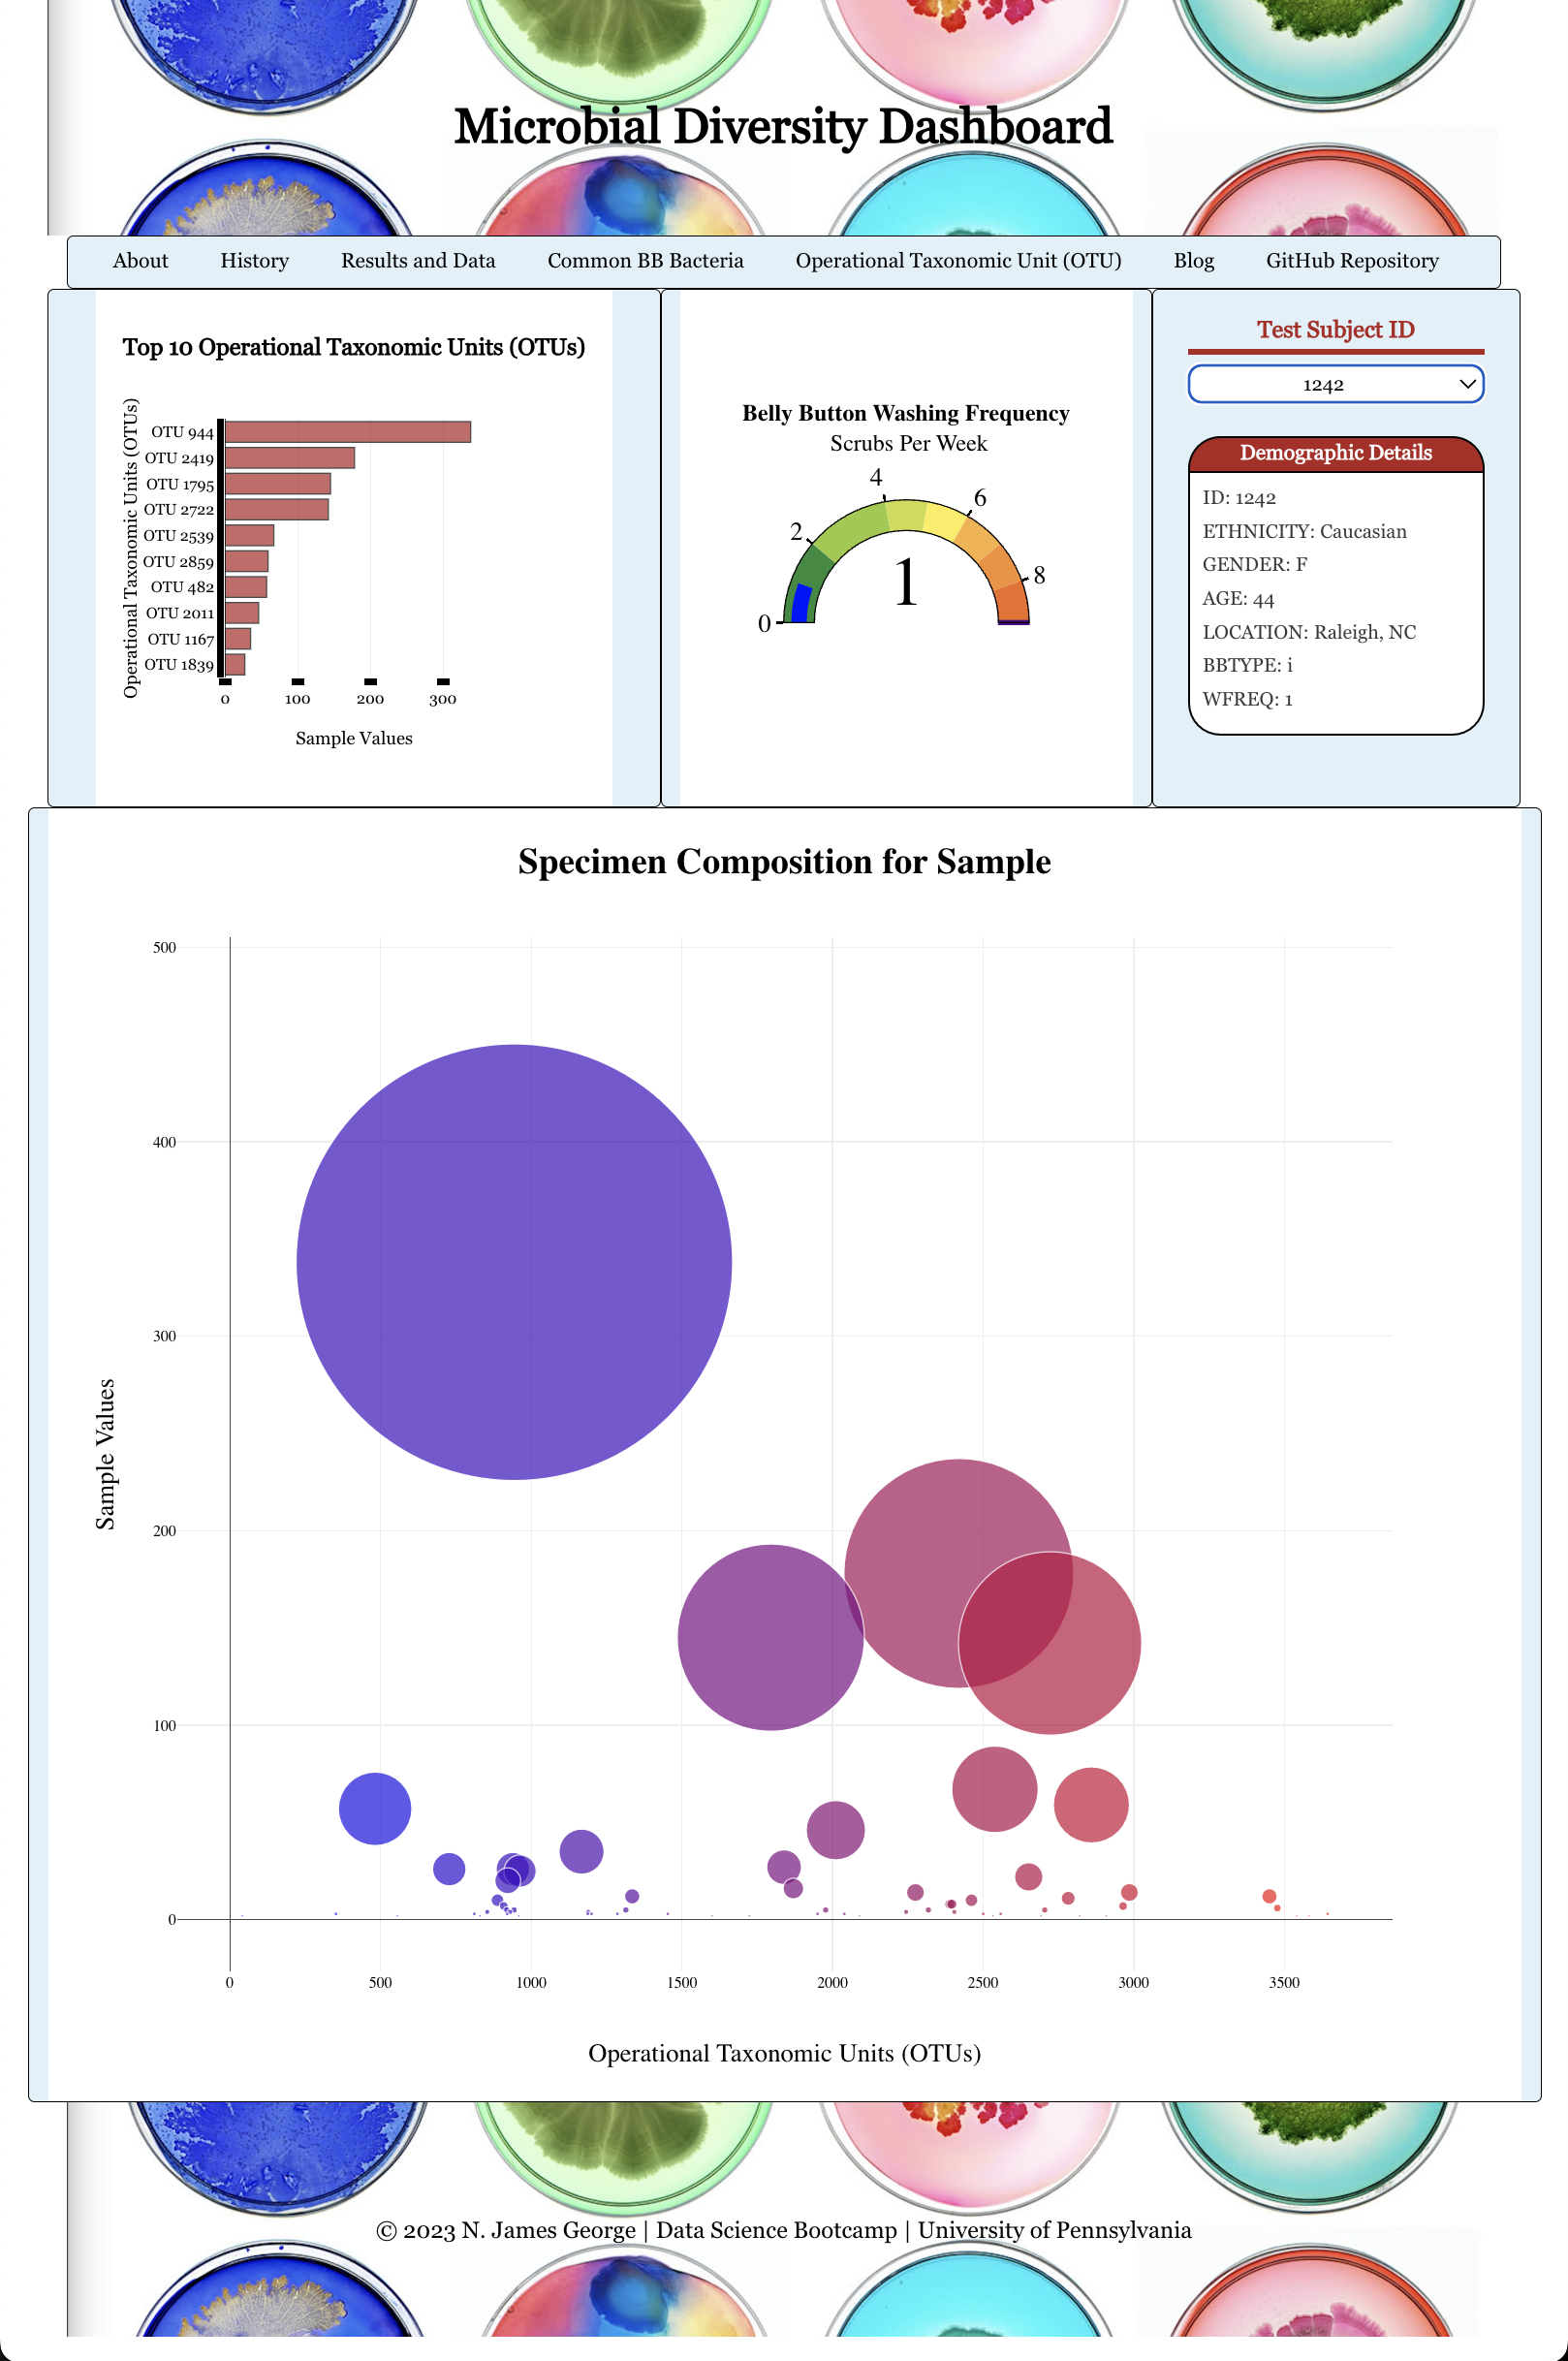 Microbial Diversity Dashboard
About History Results and Data Common BB Bacteria Operational Taxonomic Unit (OTU) Blog GitHub Repository
Top 10 Operational Taxonomic Units (OTUs)
Operational Taxonomic Units (OTUs)
OTU 944
OTU 2419
OTU 1795
OTU 2722
OTU 2539
OTU 2859
OTU 482
OTU 2011
OTU 1167
OTU 1839
0 100 200 300
Sample Values
Belly Button Washing Frequency
Scrubs Per Week
0 2 4 6 8
1
Test Subject ID
1242
Demographic Details
ID: 1242
ETHNICITY: Caucasian
GENDER: F
AGE: 44
LOCATION: Raleigh, NC
BBTYPE: i
WFREQ: 1
Specimen Composition for Sample
500
400
300
200
100
0
Sample Values
0 500 1000 1500 2000 2500 3000 3500
Operational Taxonomic Units (OTUs)
© 2023 N. James George | Data Science Bootcamp | University of Pennsylvania